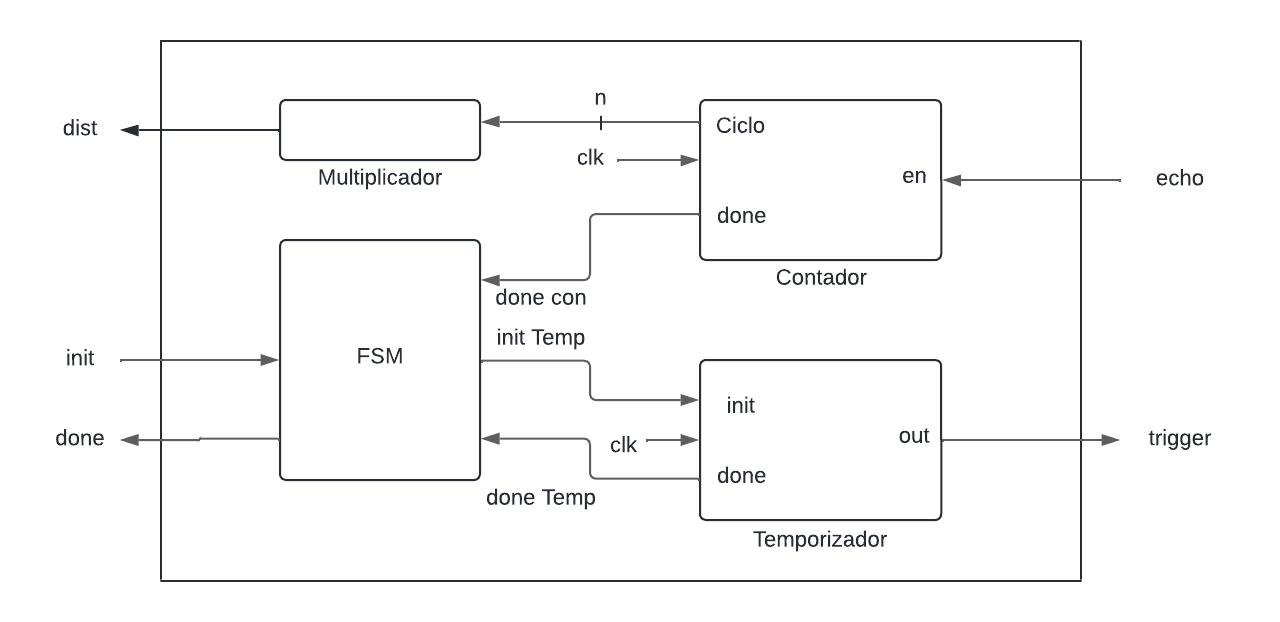 n
dist
Ciclo
clk
Multiplicador
en
echo
done
Contador
done con
init Temp
init
FSM
init
done
clk
out
trigger
done
done Temp
Temporizador